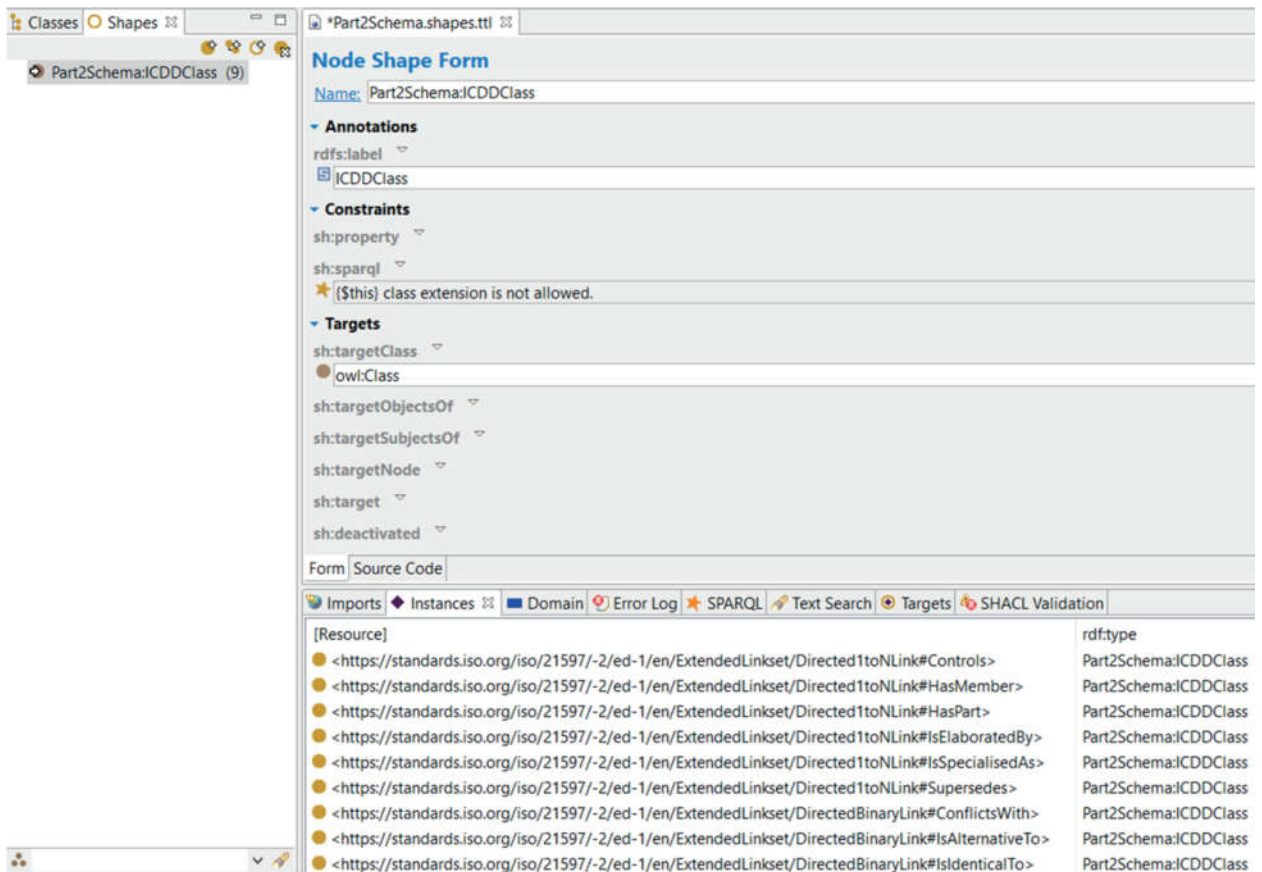 Classes Shapes
Part2Schema:ICDDClass (9)
*Part2Schema.shapes.ttl
Node Shape Form
Name: Part2Schema:ICDDClass
Annotations
rdfs:label
ICDDClass
Constraints
sh:property
sh:sparql
{$this} class extension is not allowed.
Targets
sh:targetClass
owl:Class
sh:targetObjectsOf
sh:targetSubjectsOf
sh:targetNode
sh:target
sh:deactivated
Form Source Code
Imports Instances Domain Error Log SPARQL Text Search Targets SHACL Validation
[Resource] rdf:type
<https://standards.iso.org/iso/21597/-2/ed-1/en/ExtendedLinkset/Directed1toNLink#Controls> Part2Schema:ICDDClass
<https://standards.iso.org/iso/21597/-2/ed-1/en/ExtendedLinkset/Directed1toNLink#HasMember> Part2Schema:ICDDClass
<https://standards.iso.org/iso/21597/-2/ed-1/en/ExtendedLinkset/Directed1toNLink#HasPart> Part2Schema:ICDDClass
<https://standards.iso.org/iso/21597/-2/ed-1/en/ExtendedLinkset/Directed1toNLink#IsElaboratedBy> Part2Schema:ICDDClass
<https://standards.iso.org/iso/21597/-2/ed-1/en/ExtendedLinkset/Directed1toNLink#IsSpecialisedAs> Part2Schema:ICDDClass
<https://standards.iso.org/iso/21597/-2/ed-1/en/ExtendedLinkset/Directed1toNLink#Supersedes> Part2Schema:ICDDClass
<https://standards.iso.org/iso/21597/-2/ed-1/en/ExtendedLinkset/DirectedBinaryLink#ConflictsWith> Part2Schema:ICDDClass
<https://standards.iso.org/iso/21597/-2/ed-1/en/ExtendedLinkset/DirectedBinaryLink#IsAlternativeTo> Part2Schema:ICDDClass
<https://standards.iso.org/iso/21597/-2/ed-1/en/ExtendedLinkset/DirectedBinaryLink#IsIdenticalTo> Part2Schema:ICDDClass